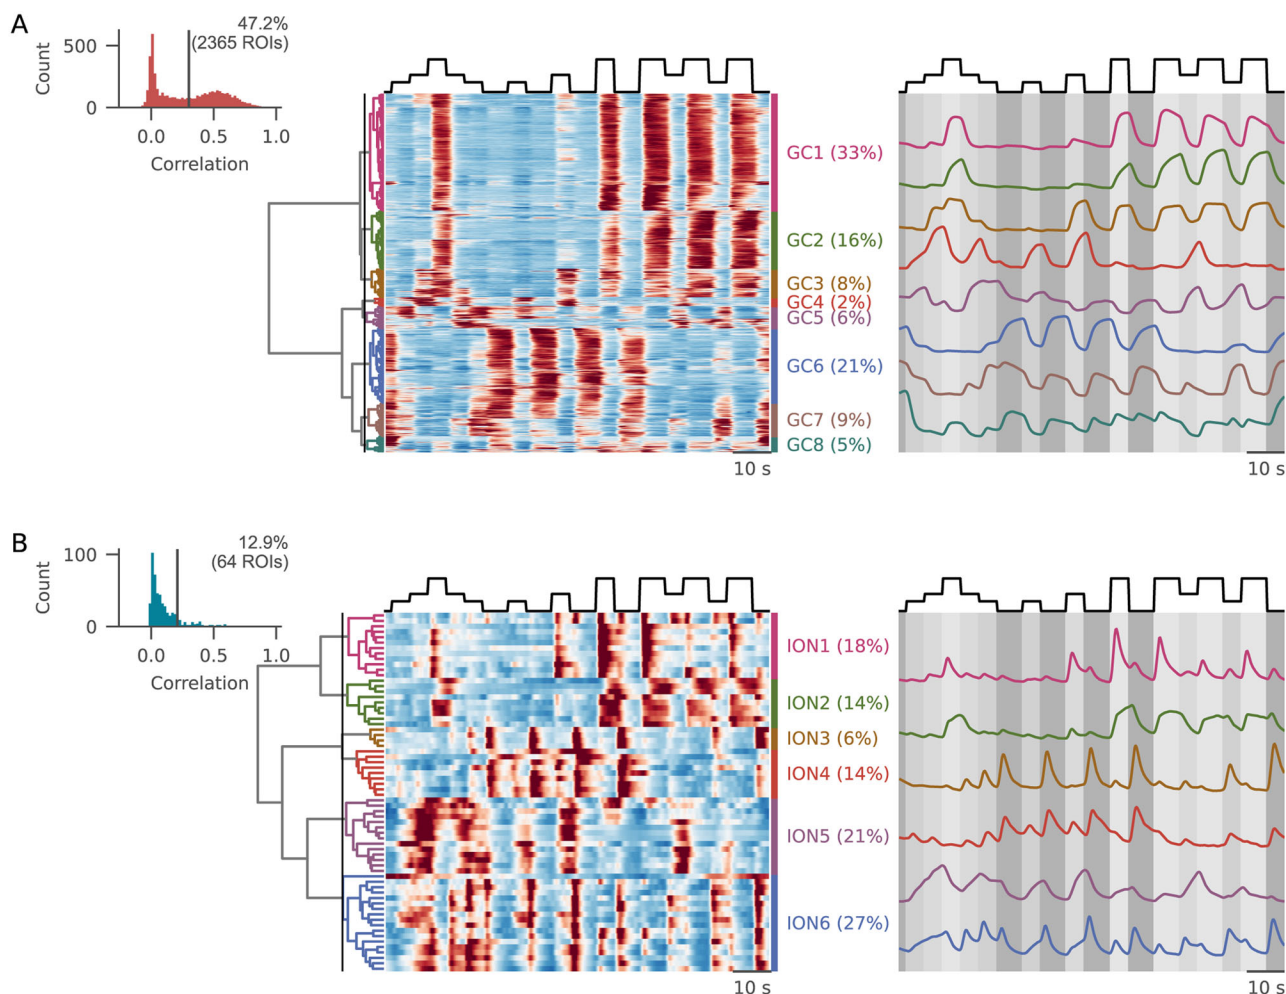 A
47.2%
(2365 ROIs)
Count
500
0
0.0 0.5 1.0
Correlation
GC1 (33%)
GC2 (16%)
GC3 (8%)
GC4 (2%)
GC5 (6%)
GC6 (21%)
GC7 (9%)
GC8 (5%)
10 s
10 s
B
12.9%
(64 ROIs)
Count
100
0
0.0 0.5 1.0
Correlation
ION1 (18%)
ION2 (14%)
ION3 (6%)
ION4 (14%)
ION5 (21%)
ION6 (27%)
10 s
10 s